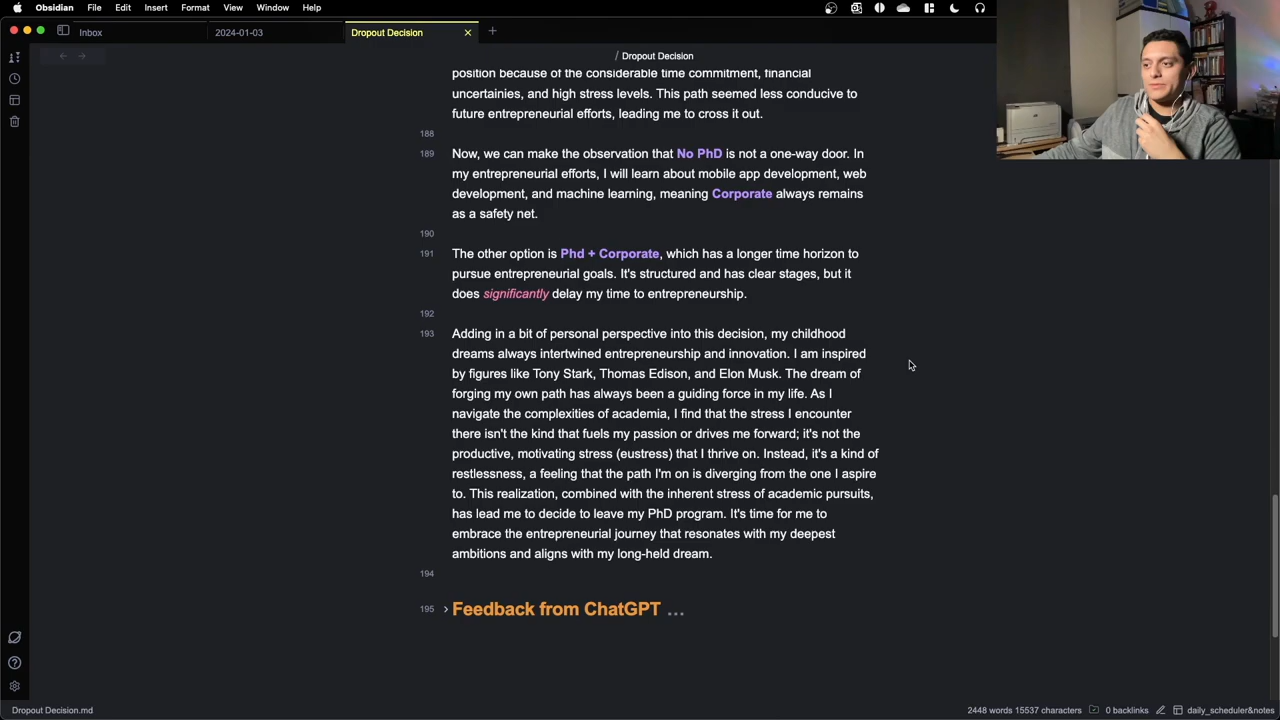 Obsidian File Edit Insert Format View Window Help
Inbox 2024-01-03 Dropout Decision
/ Dropout Decision
position because of the considerable time commitment, financial
uncertainies, and high stress levels. This path seemed less conducive to
future entrepreneurial efforts, leading me to cross it out.
188
189 Now, we can make the observation that No PhD is not a one-way door. In
my entrepreneurial efforts, I will learn about mobile app development, web
development, and machine learning, meaning Corporate always remains
as a safety net.
190
191 The other option is Phd + Corporate, which has a longer time horizon to
pursue entrepreneurial goals. It's structured and has clear stages, but it
does significantly delay my time to entrepreneurship.
192
193 Adding in a bit of personal perspective into this decision, my childhood
dreams always intertwined entrepreneurship and innovation. I am inspired
by figures like Tony Stark, Thomas Edison, and Elon Musk. The dream of
forging my own path has always been a guiding force in my life. As I
navigate the complexities of academia, I find that the stress I encounter
there isn't the kind that fuels my passion or drives me forward; it's not the
productive, motivating stress (eustress) that I thrive on. Instead, it's a kind of
restlessness, a feeling that the path I'm on is diverging from the one I aspire
to. This realization, combined with the inherent stress of academic pursuits,
has lead me to decide to leave my PhD program. It's time for me to
embrace the entrepreneurial journey that resonates with my deepest
ambitions and aligns with my long-held dream.
194
195 Feedback from ChatGPT ...
Dropout Decision.md 2448 words 15537 characters 0 backlinks daily_scheduler&notes